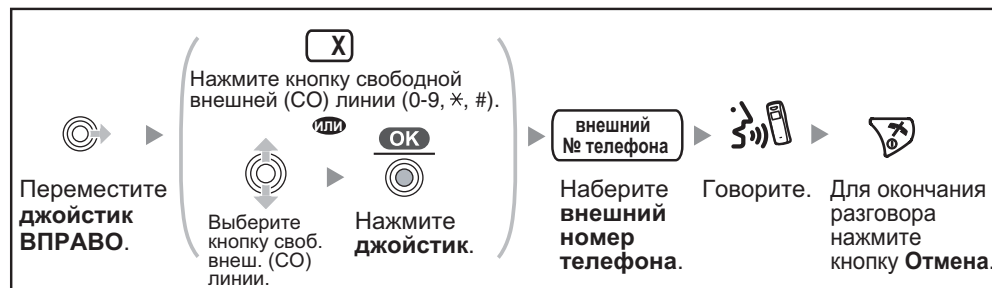 X
Нажмите кнопку свободной
внешней (CO) линии (0-9, ✳, #).
или
OK
Переместите
джойстик
ВПРАВО.
Выберите
кнопку своб.
внеш. (CO)
линии.
Нажмите
джойстик.
внешний
№ телефона
Наберите
внешний
номер
телефона.
Говорите.
Для окончания
разговора
нажмите
кнопку Отмена.